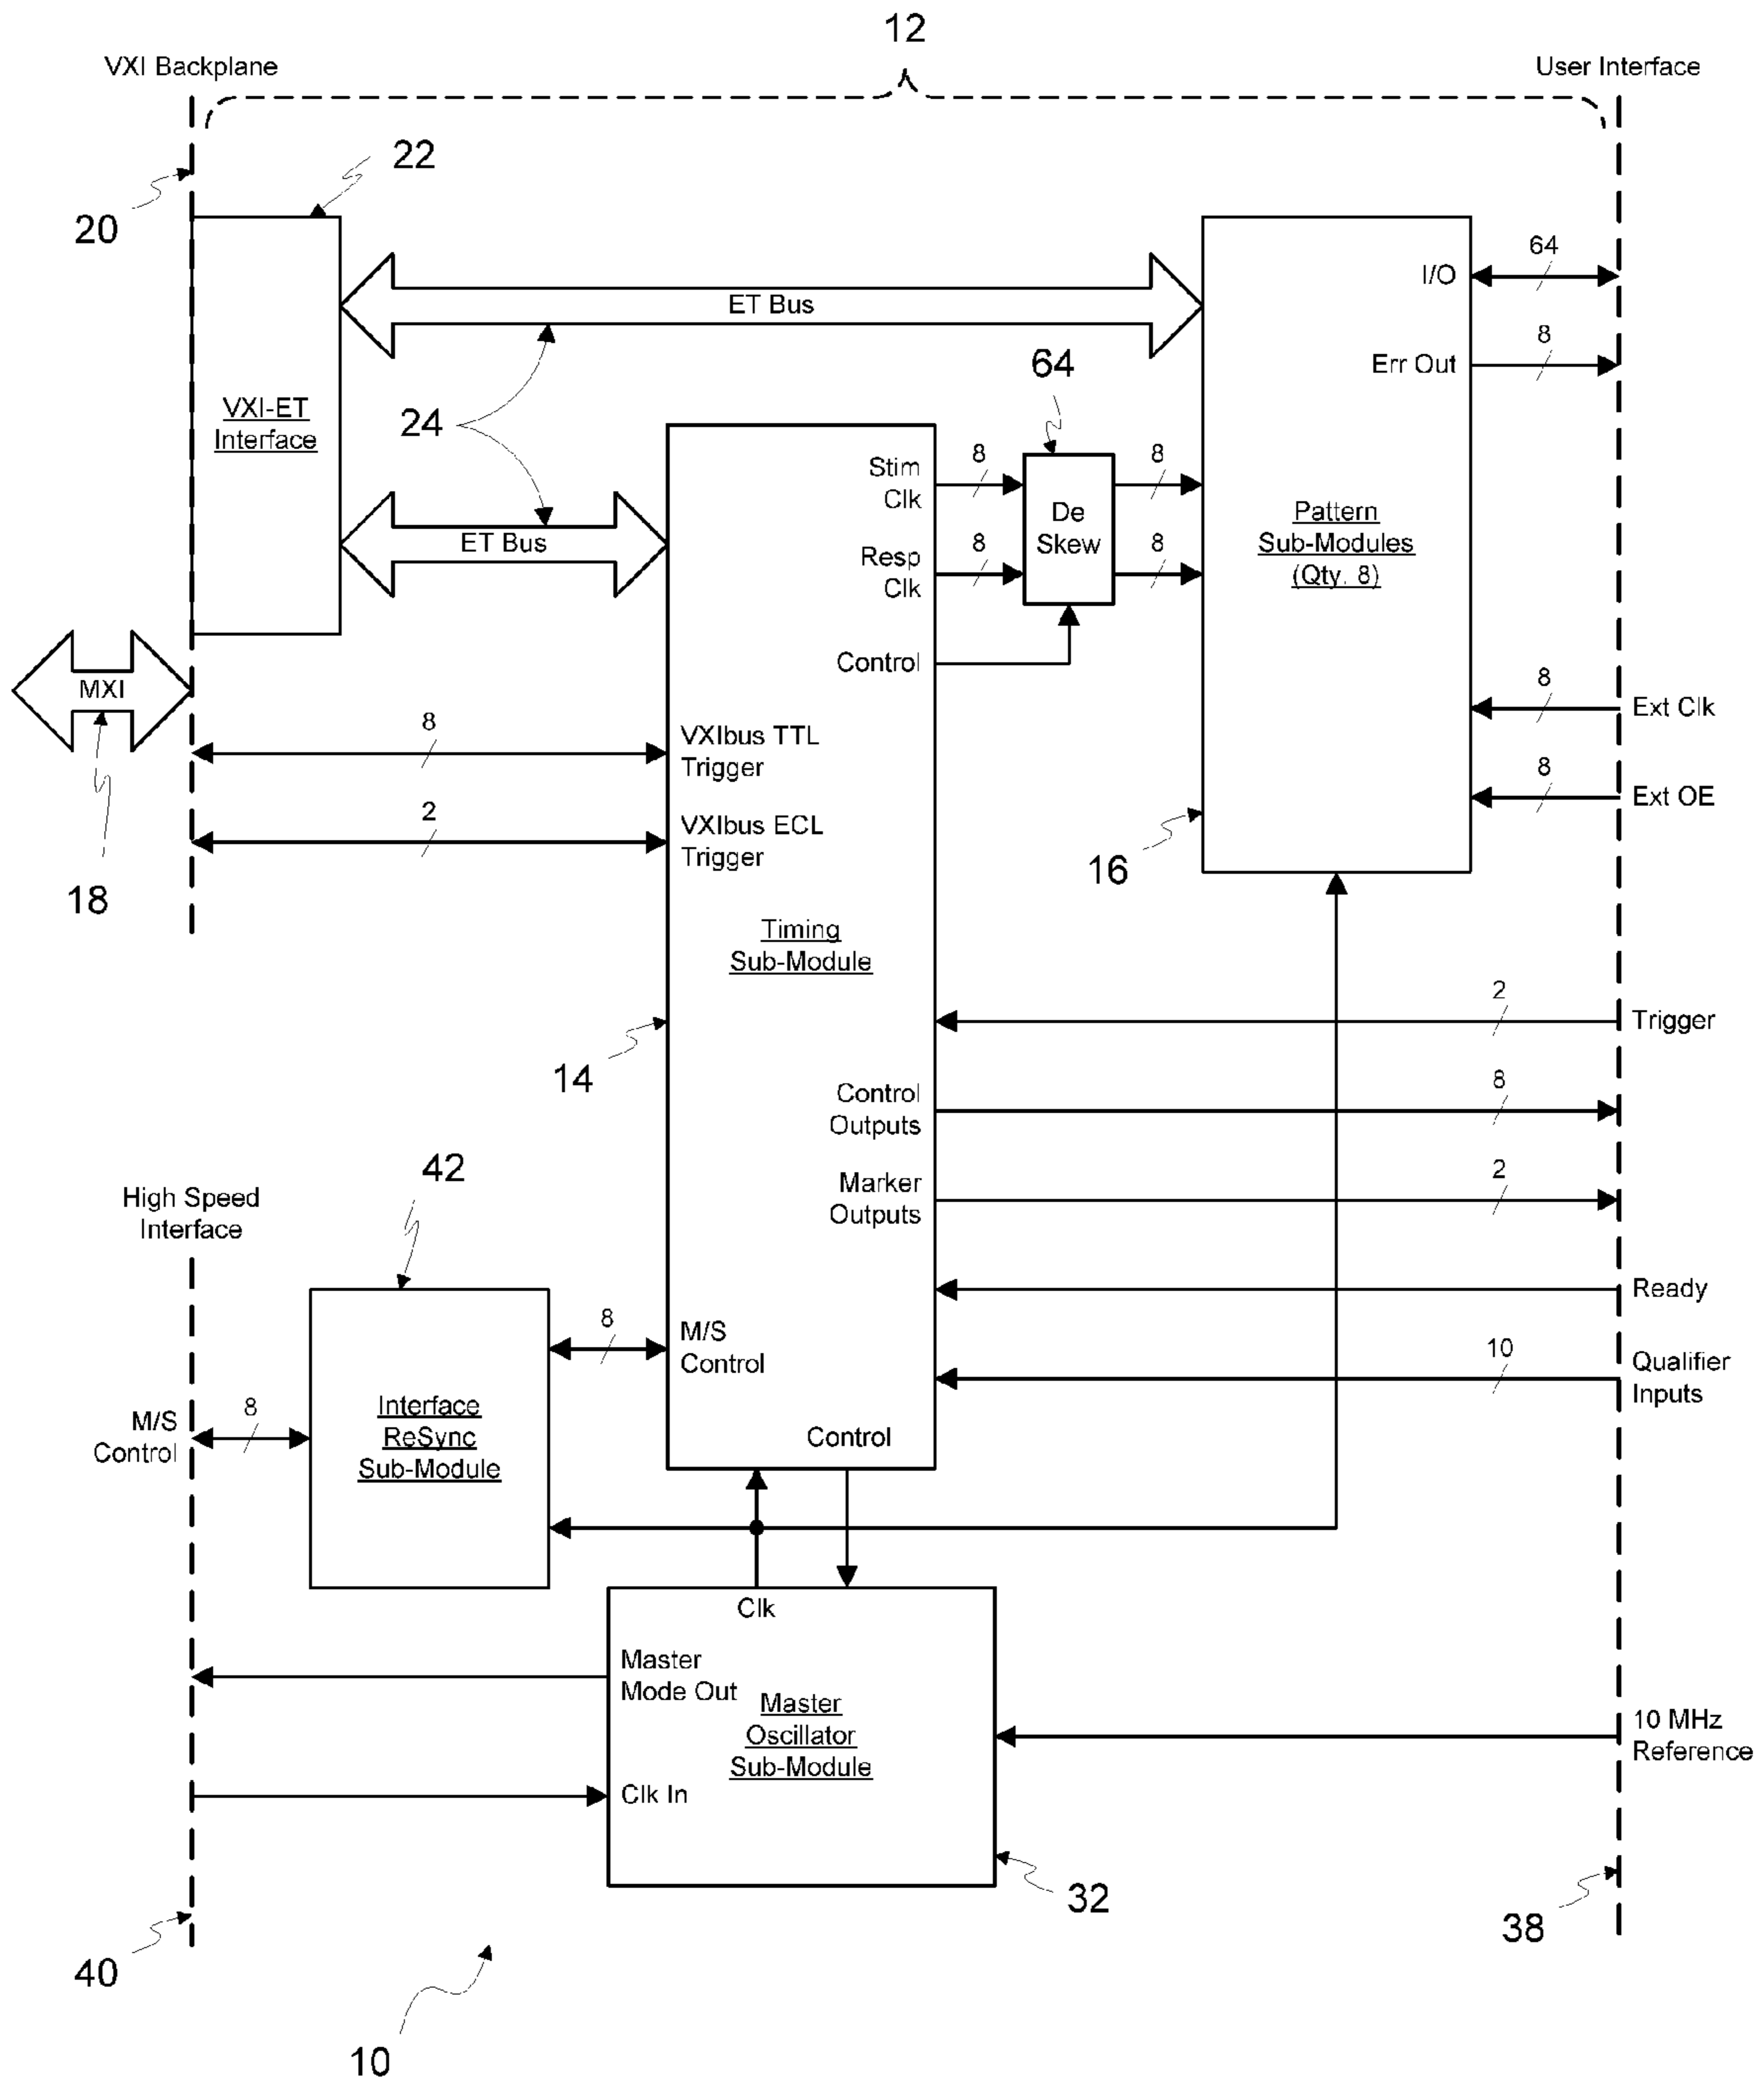 12
VXI Backplane
User Interface
22
20
64
I/O
ET Bus
8
64
Err Out
VXI-ET
Interface
24
Stim
Clk
8
8
De
Skew
Pattern
Sub-Modules
(Qty. 8)
ET Bus
Resp
Clk
8
8
Control
MXI
8
Ext Clk
8
VXIbus TTL
Trigger
8
Ext OE
2
VXIbus ECL
Trigger
18
16
Timing
Sub-Module
2
Trigger
14
Control
Outputs
8
42
Marker
Outputs
2
High Speed
Interface
Ready
8
M/S
Control
10
Qualifier
Inputs
M/S
Control
8
Interface
ReSync
Sub-Module
Control
Clk
Master
Mode Out
Master
Oscillator
Sub-Module
10 MHz
Reference
Clk In
32
38
40
10